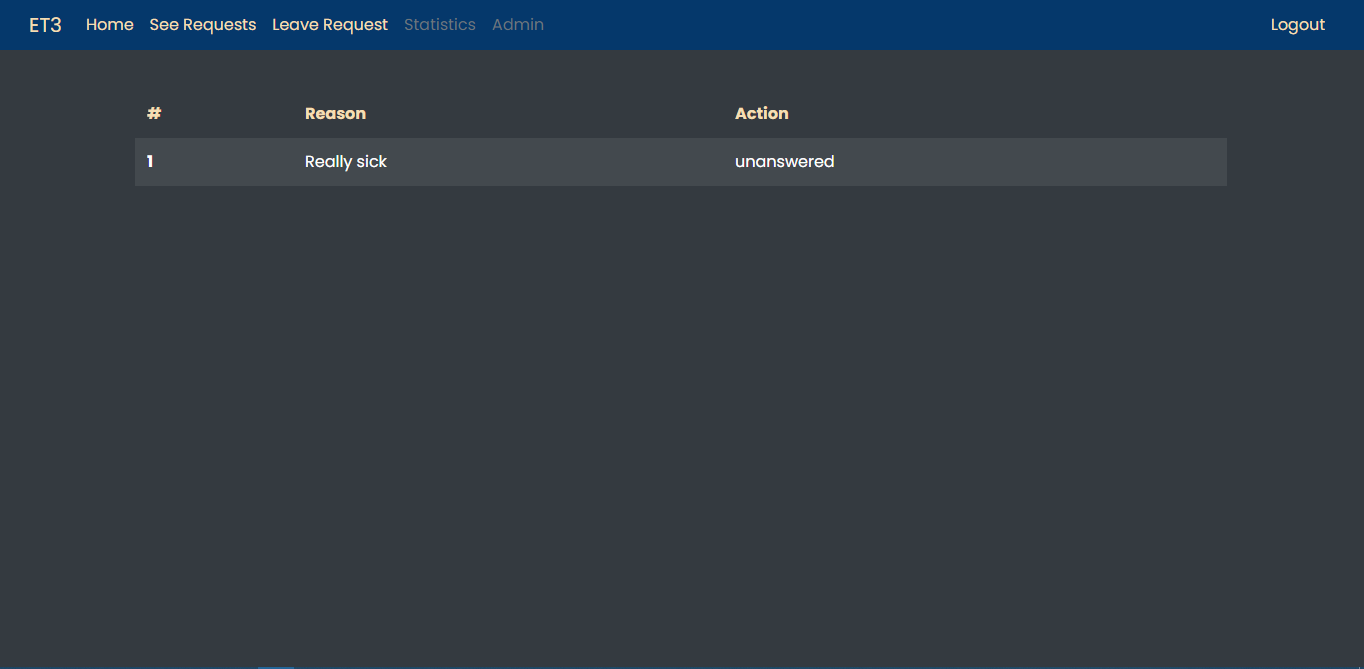 ET3 Home See Requests Leave Request Statistics Admin Logout
# Reason Action
1 Really sick unanswered